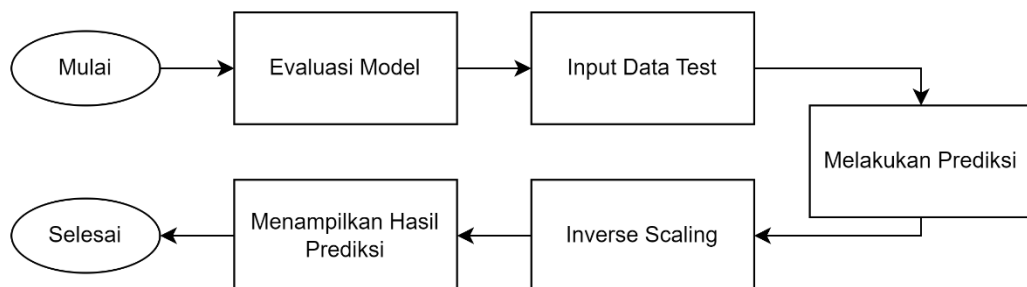 Mulai
Evaluasi Model
Input Data Test
Melakukan Prediksi
Inverse Scaling
Menampilkan Hasil
Prediksi
Selesai